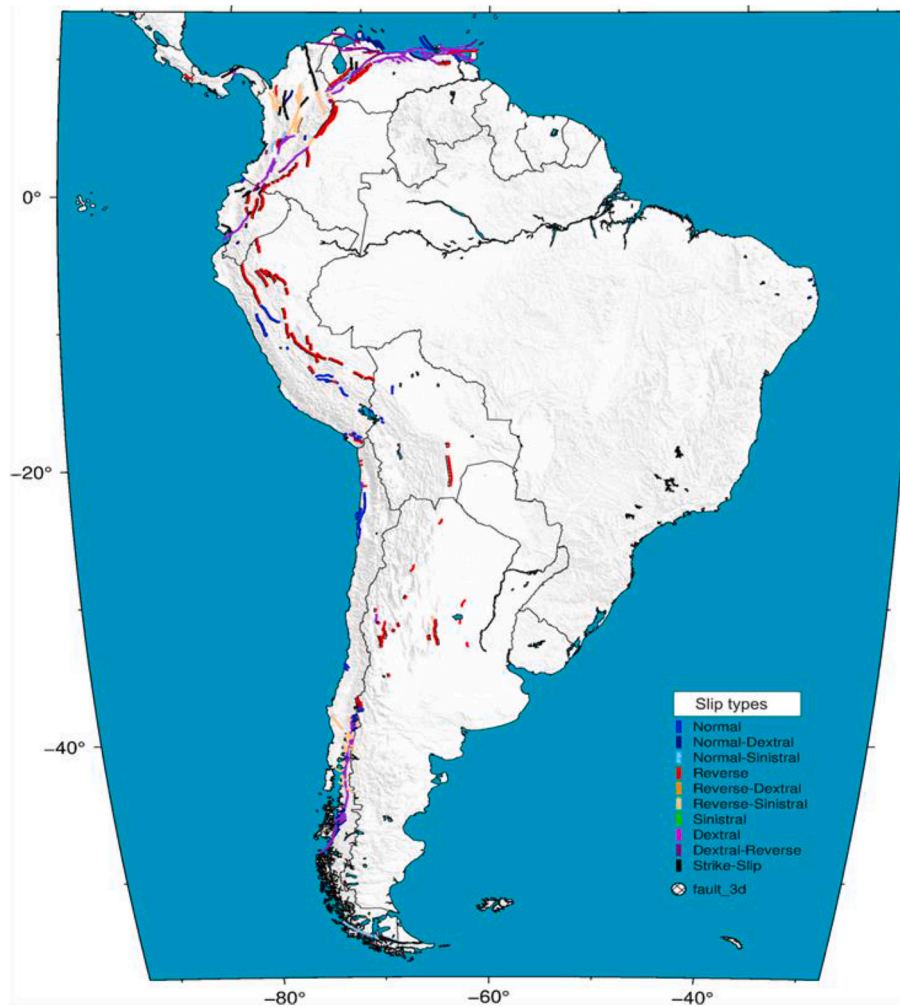 0°
−20°
−40°
Slip types
Normal
Normal-Dextral
Normal-Sinistral
Reverse
Reverse-Dextral
Reverse-Sinistral
Sinistral
Dextral
Dextral-Reverse
Strike-Slip
fault_3d
−80°
−60°
−40°